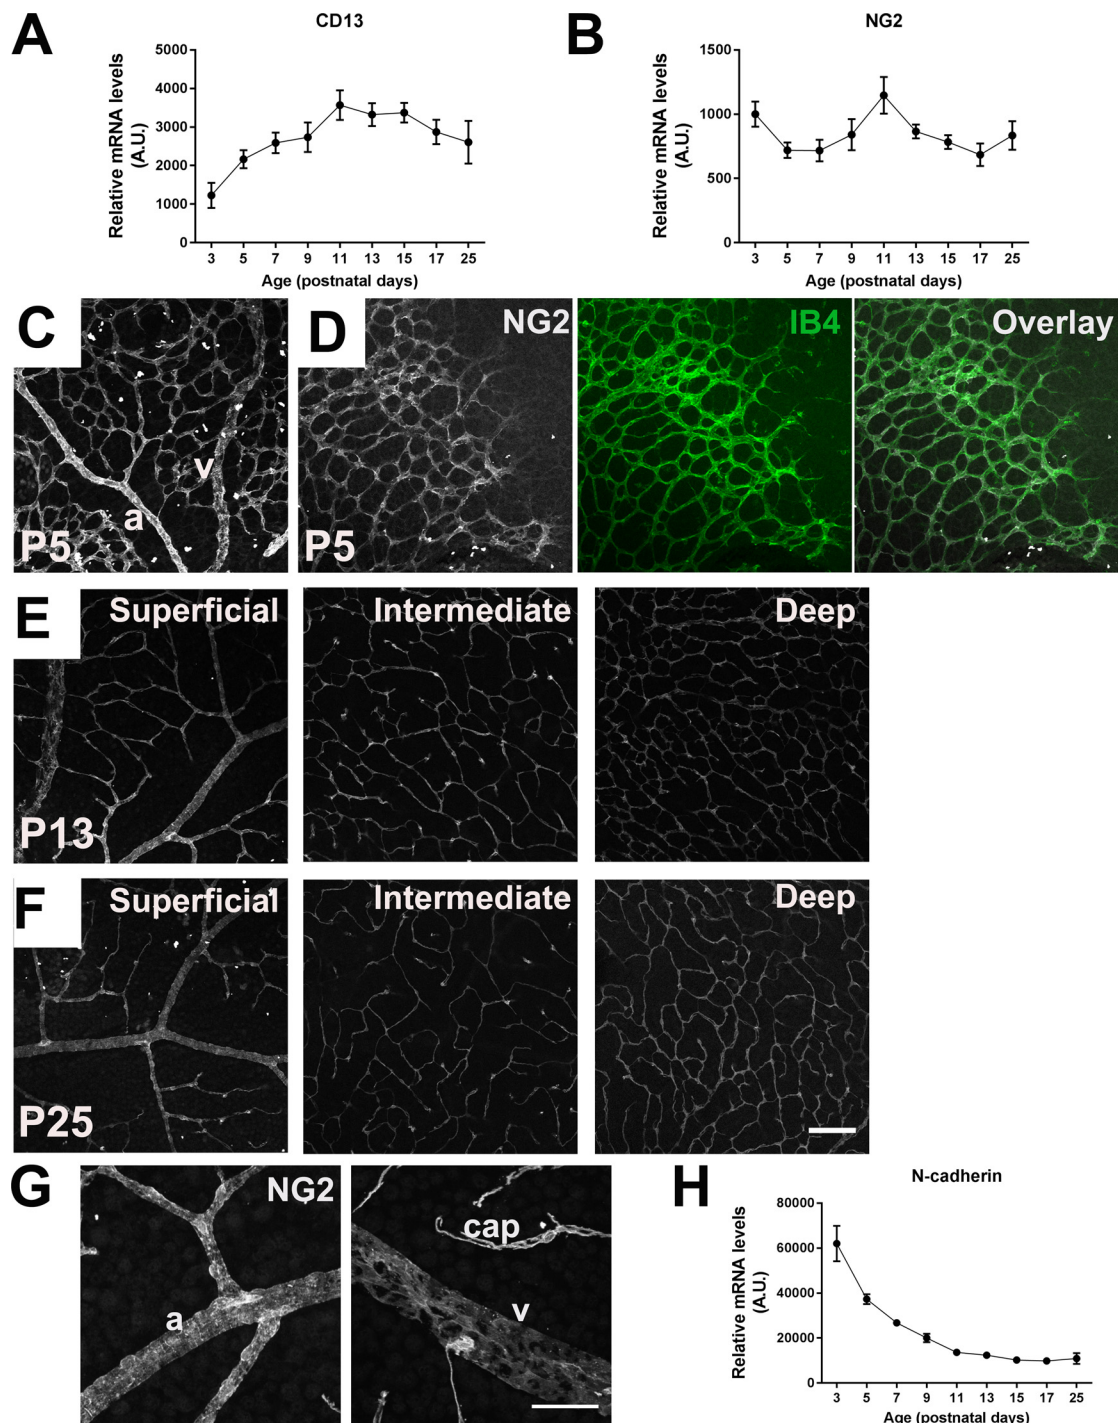 A
CD13
Relative mRNA levels
(A.U.)
5000
4000
3000
2000
1000
0
3 5 7 9 11 13 15 17 25
Age (postnatal days)
B
NG2
Relative mRNA levels
(A.U.)
1500
1000
500
0
3 5 7 9 11 13 15 17 25
Age (postnatal days)
C
a
v
P5
D
NG2
P5
IB4
Overlay
E
Superficial
P13
Intermediate
Deep
F
Superficial
P25
Intermediate
Deep
G
NG2
a
cap
v
H
N-cadherin
Relative mRNA levels
(A.U.)
80000
60000
40000
20000
0
3 5 7 9 11 13 15 17 25
Age (postnatal days)